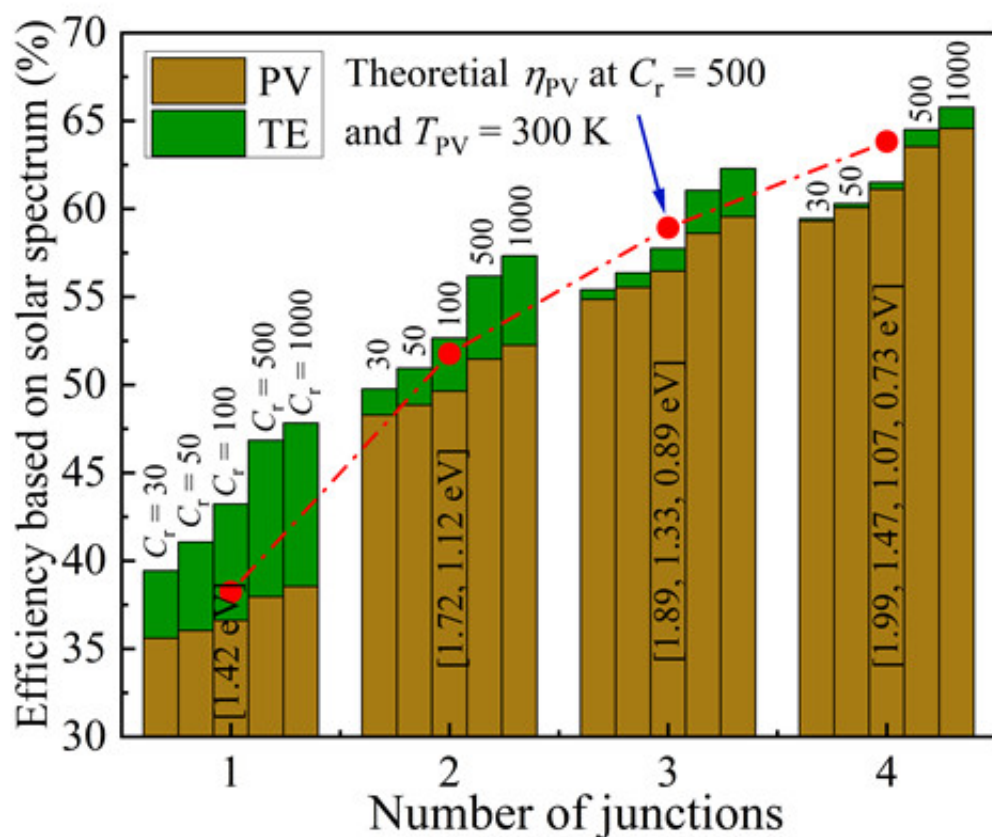 Efficiency based on solar spectrum (%)
70
65
60
55
50
45
40
35
30
PV
TE
Theoretial ηPV at Cr = 500
and TPV = 300 K
Cr = 30
Cr = 50
Cr = 100
Cr = 500
Cr = 1000
[1.42 eV]
30
50
100
500
1000
[1.72, 1.12 eV]
[1.89, 1.33, 0.89 eV]
30
50
500
1000
[1.99, 1.47, 1.07, 0.73 eV]
1
2
3
4
Number of junctions